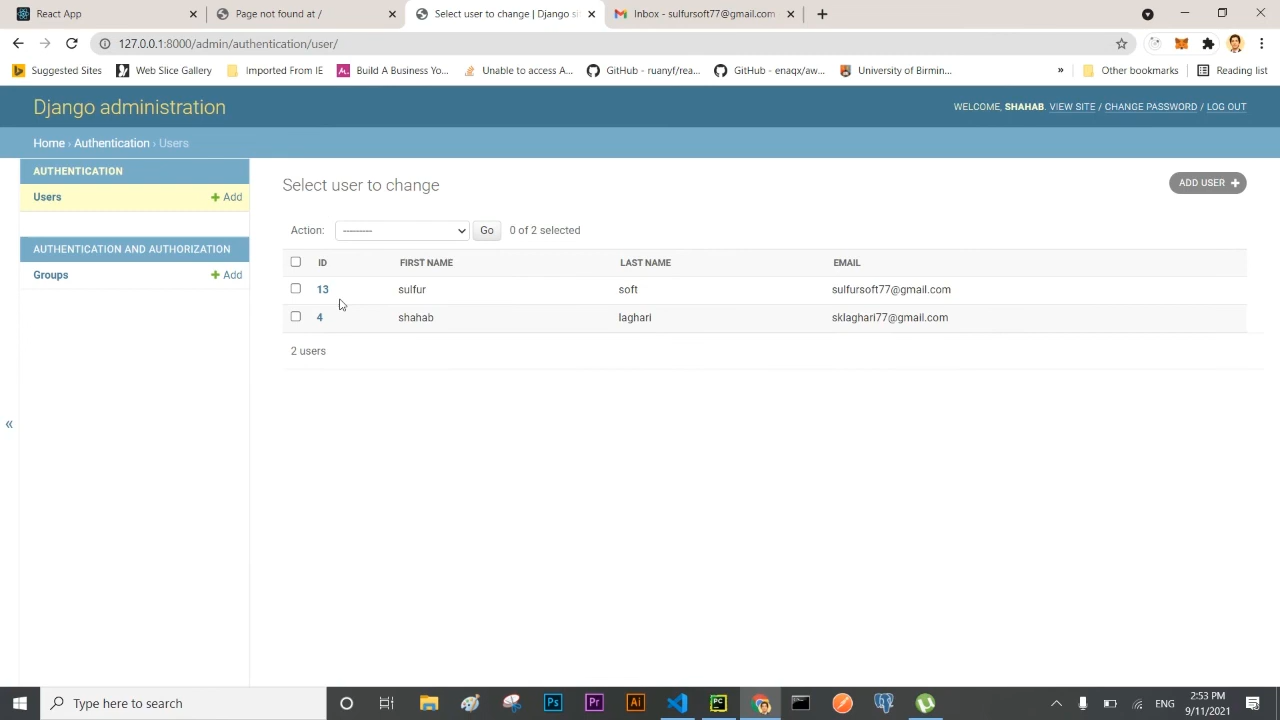 React App
Page not found at /
Select user to change | Django si
Inbox - sulfursoft77@gmail.com
127.0.0.1:8000/admin/authentication/user/
Suggested Sites
Web Slice Gallery
Imported From IE
Build A Business Yo...
Unable to access A...
GitHub - ruanyf/rea...
GitHub - enaqx/aw...
University of Birmin...
»
Other bookmarks
Reading list
Django administration
WELCOME, SHAHAB. VIEW SITE / CHANGE PASSWORD / LOG OUT
Home › Authentication › Users
AUTHENTICATION
Users + Add
AUTHENTICATION AND AUTHORIZATION
Groups + Add
«
Select user to change
ADD USER +
Action: --------- Go 0 of 2 selected
ID FIRST NAME LAST NAME EMAIL
13 sulfur soft sulfursoft77@gmail.com
4 shahab laghari sklaghari77@gmail.com
2 users
Type here to search
Ps
Pr
Ai
PC
ENG
2:53 PM
9/11/2021